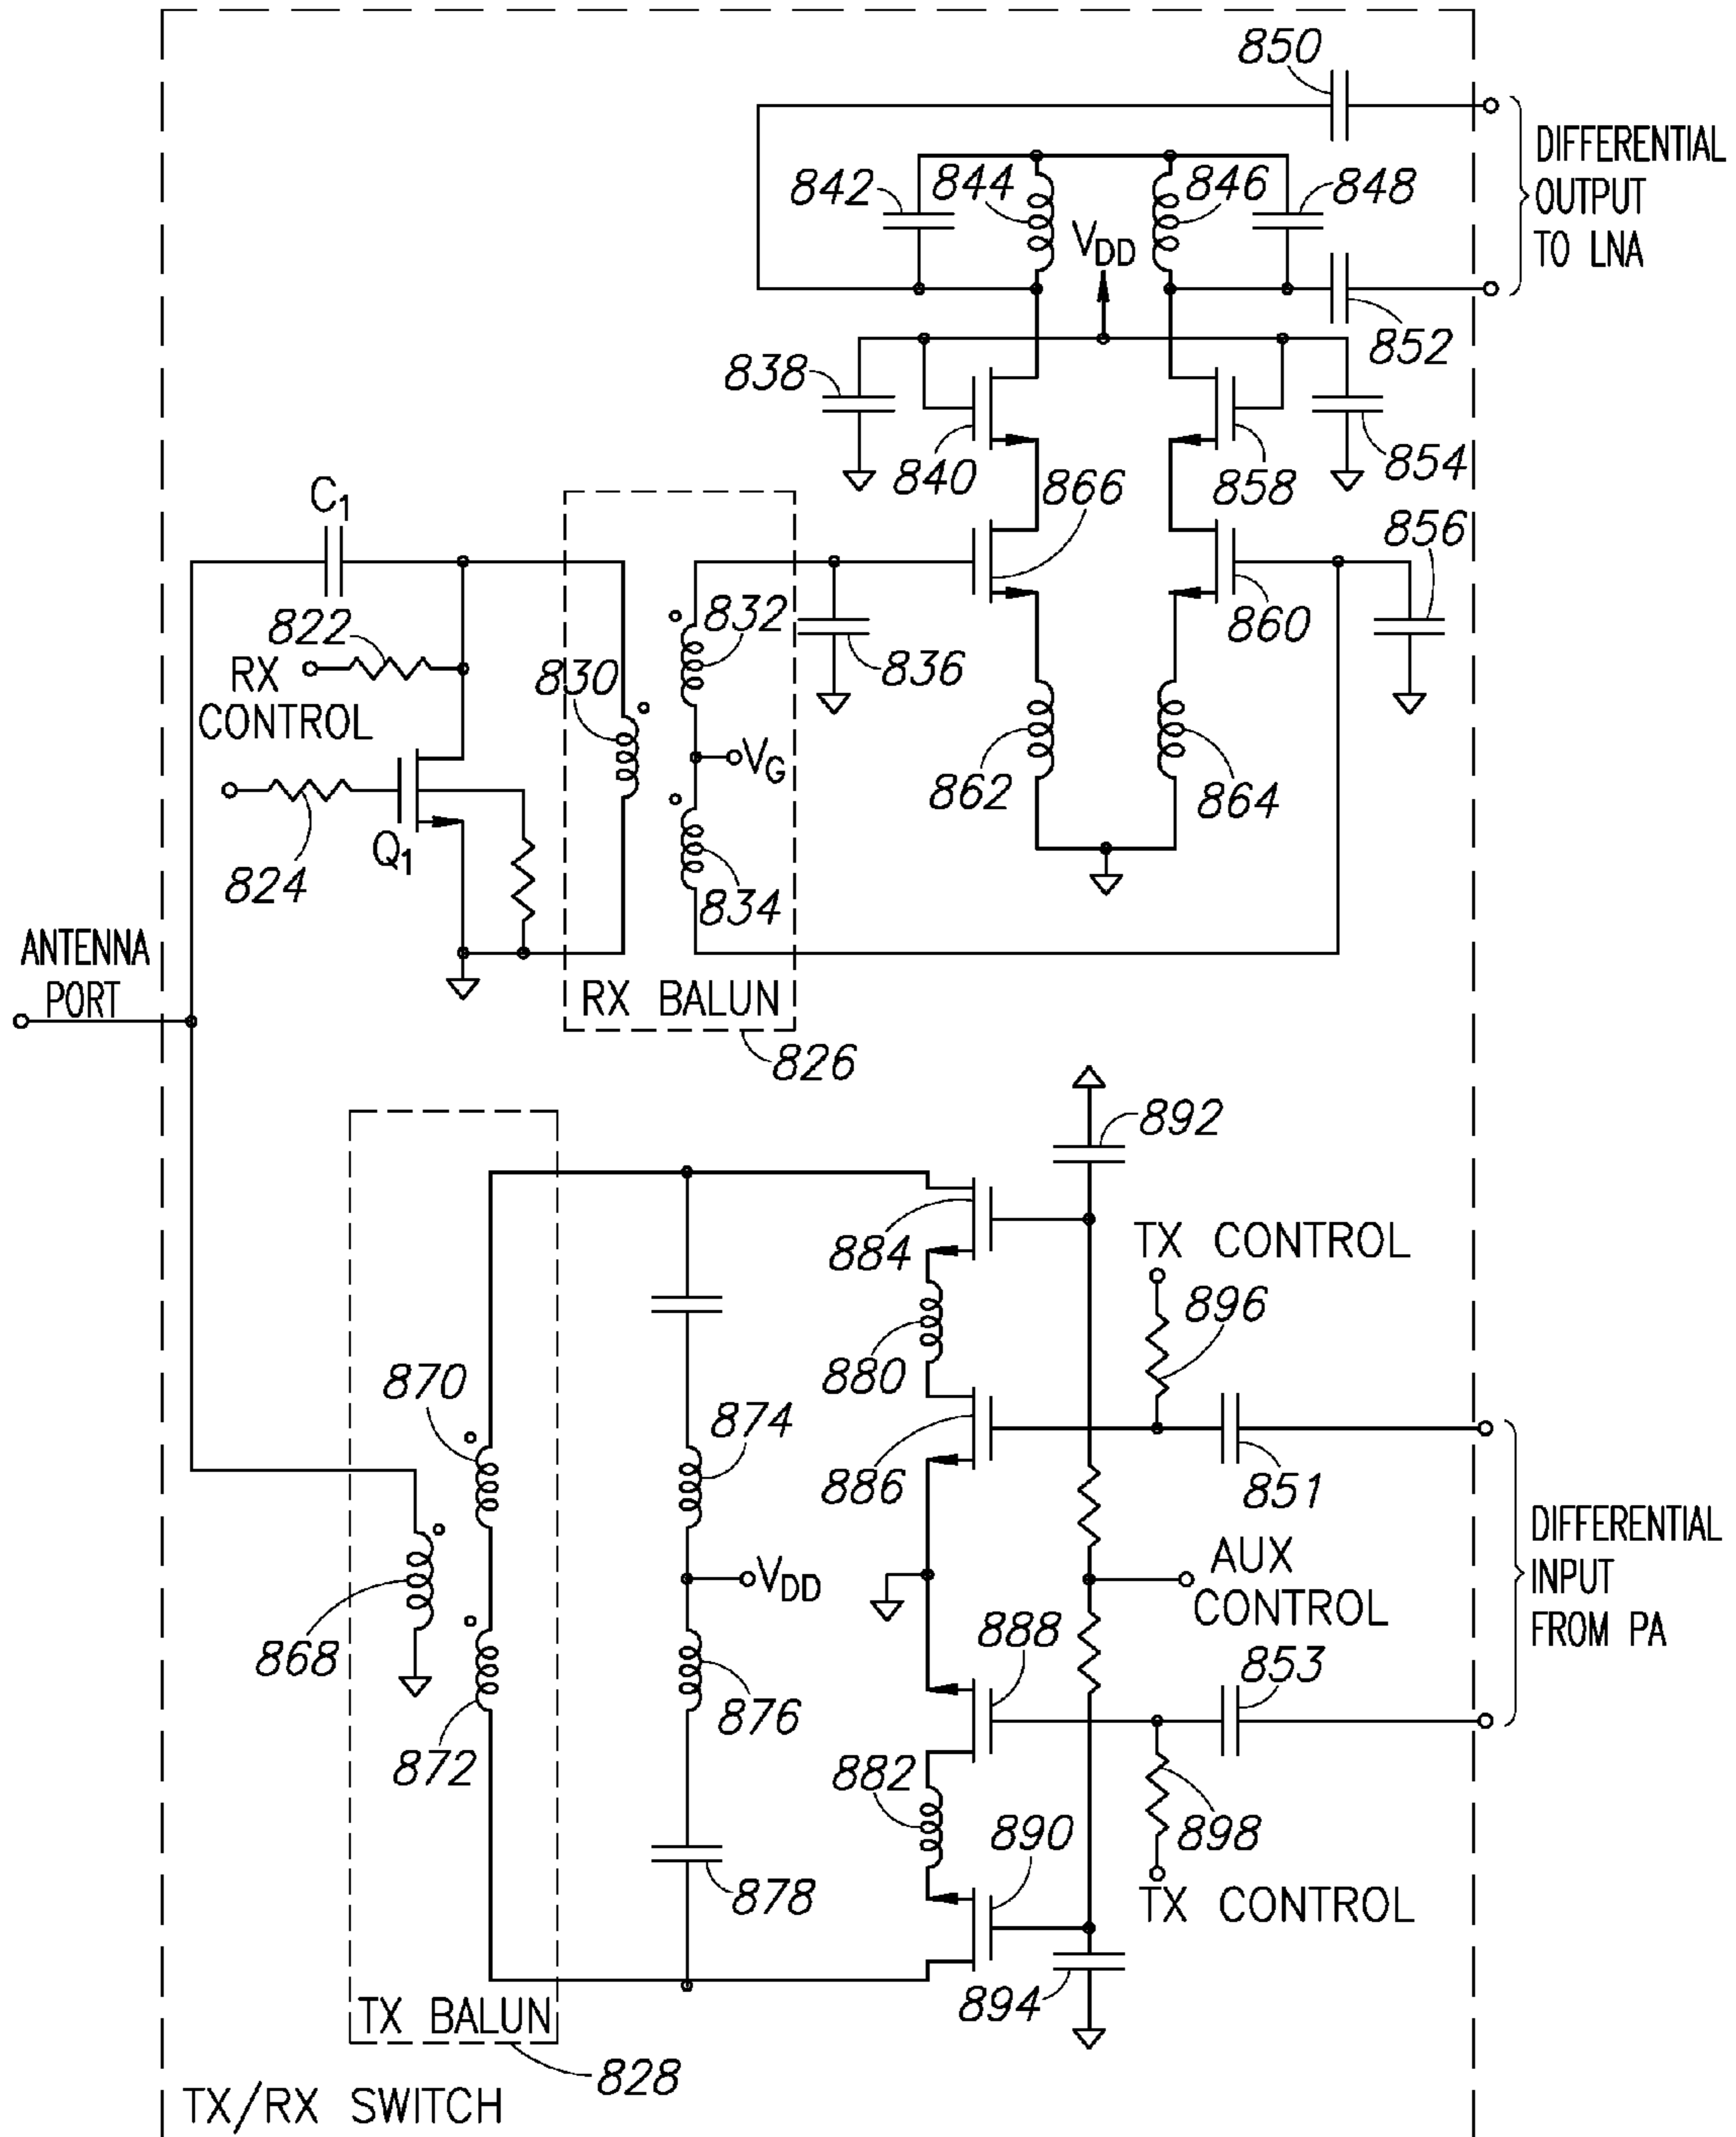 850
DIFFERENTIAL
OUTPUT
TO LNA
842
844
846
848
VDD
852
838
840
866
858
854
C1
856
822
RX
CONTROL
830
832
836
860
VG
862
864
824
Q1
834
ANTENNA
PORT
RX BALUN
826
892
884
TX CONTROL
896
880
870
874
886
851
DIFFERENTIAL
INPUT
FROM PA
VDD
AUX
CONTROL
868
888
853
876
872
882
890
898
878
TX CONTROL
894
TX BALUN
828
TX/RX SWITCH